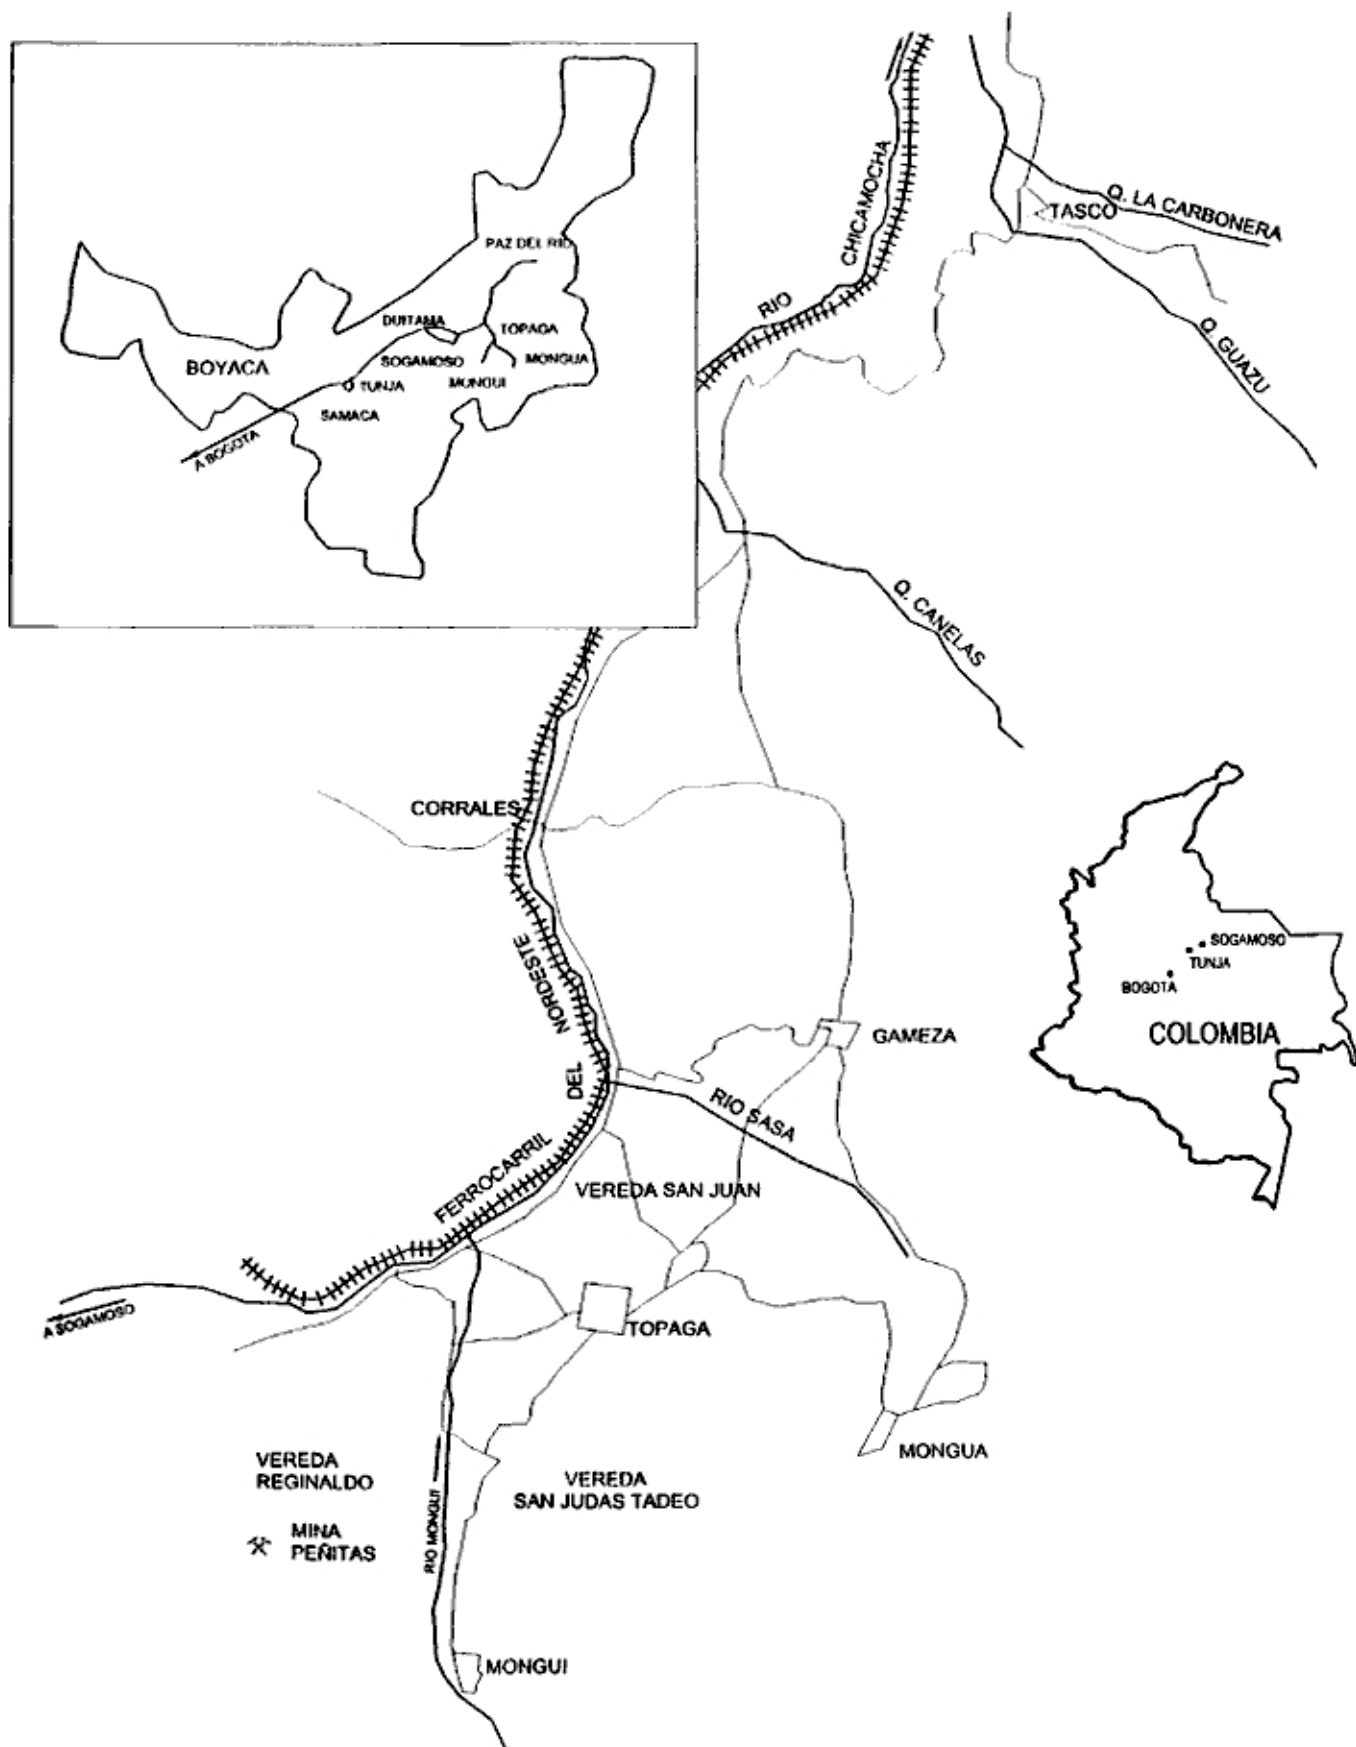 CHICAMOCHA
RIO
Q. LA CARBONERA
TASCO
Q. GUAZU
PAZ DEL RIO
DUITAMA
TOPAGA
SOGAMOSO
MONGUA
BOYACA
MONGUI
TUNJA
SAMACA
A BOGOTA
Q. CANELAS
CORRALES
NORDESTE
DEL
FERROCARRIL
GAMEZA
RIO SASA
SOGAMOSO
TUNJA
BOGOTA
COLOMBIA
VEREDA SAN JUAN
A SOGAMOSO
TOPAGA
MONGUA
VEREDA
REGINALDO
VEREDA
SAN JUDAS TADEO
MINA
PEÑITAS
RIO MONGUI
MONGUI